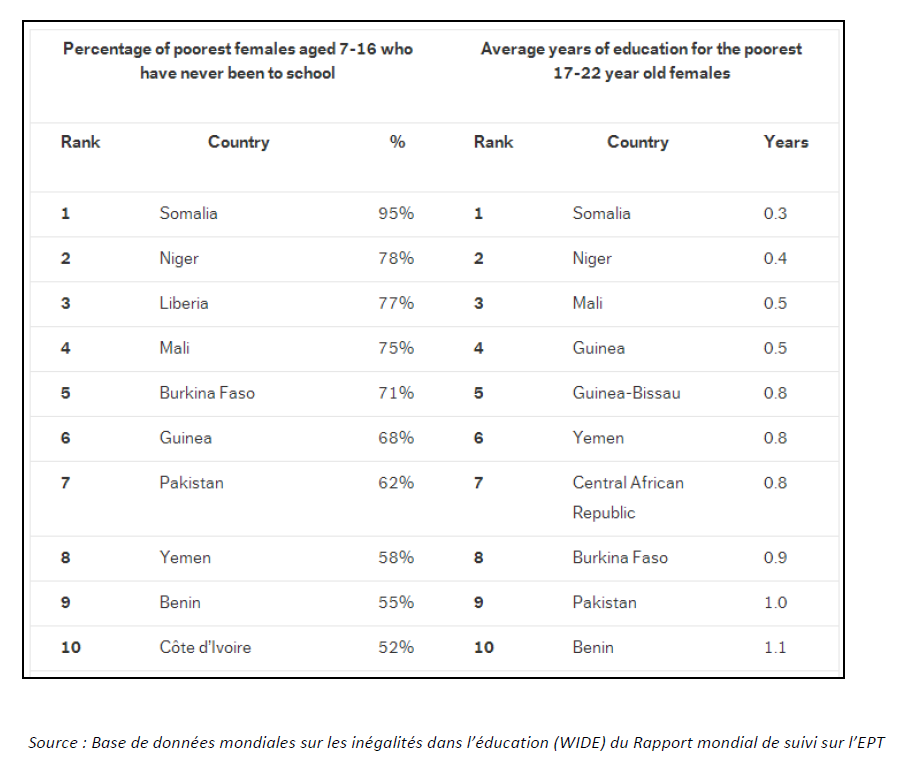 Percentage of poorest females aged 7-16 who
have never been to school
Average years of education for the poorest
17-22 year old females
Rank Country % Rank Country Years
1 Somalia 95% 1 Somalia 0.3
2 Niger 78% 2 Niger 0.4
3 Liberia 77% 3 Mali 0.5
4 Mali 75% 4 Guinea 0.5
5 Burkina Faso 71% 5 Guinea-Bissau 0.8
6 Guinea 68% 6 Yemen 0.8
7 Pakistan 62% 7 Central African 0.8
Republic
8 Yemen 58% 8 Burkina Faso 0.9
9 Benin 55% 9 Pakistan 1.0
10 Côte d'Ivoire 52% 10 Benin 1.1
Source : Base de données mondiales sur les inégalités dans l’éducation (WIDE) du Rapport mondial de suivi sur l’EPT